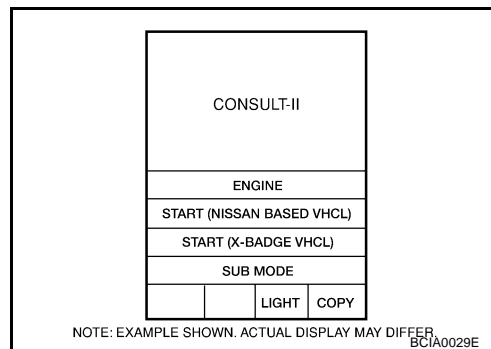 CONSULT-II
ENGINE
START (NISSAN BASED VHCL)
START (X-BADGE VHCL)
SUB MODE
LIGHT COPY
NOTE: EXAMPLE SHOWN. ACTUAL DISPLAY MAY DIFFER.
BCIA0029E